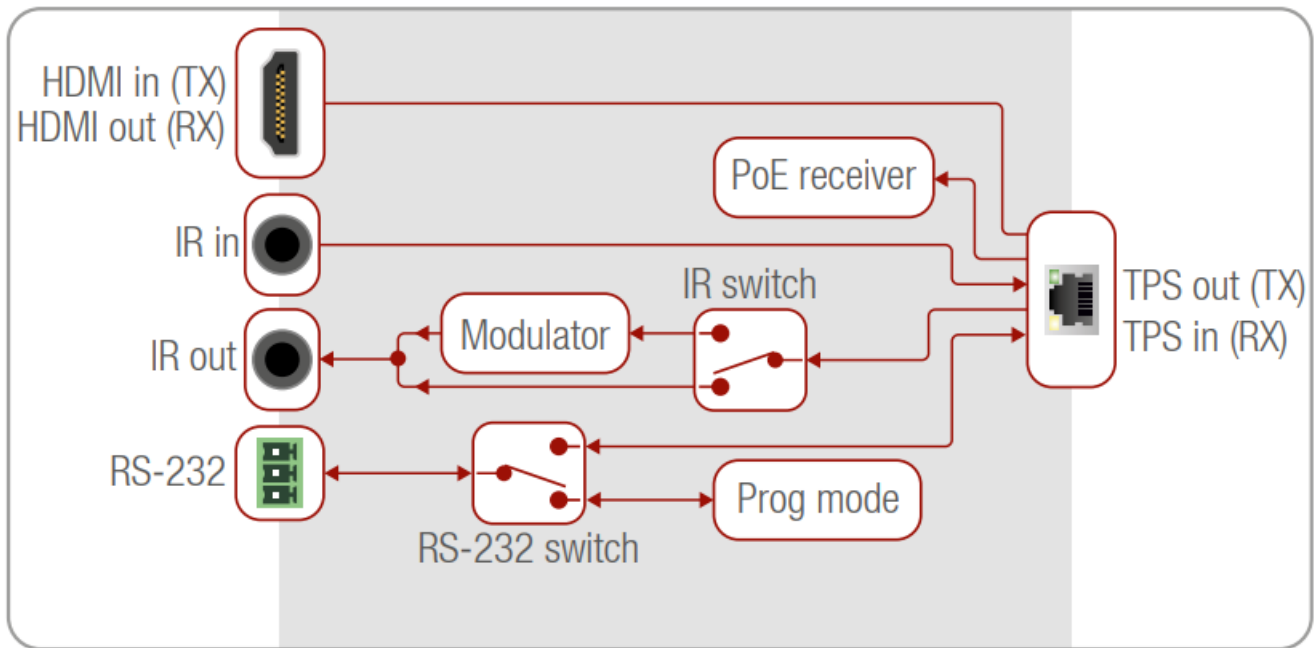 HDMI in (TX)
HDMI out (RX)
PoE receiver
IR in
IR switch
TPS out (TX)
TPS in (RX)
Modulator
IR out
RS-232
Prog mode
RS-232 switch